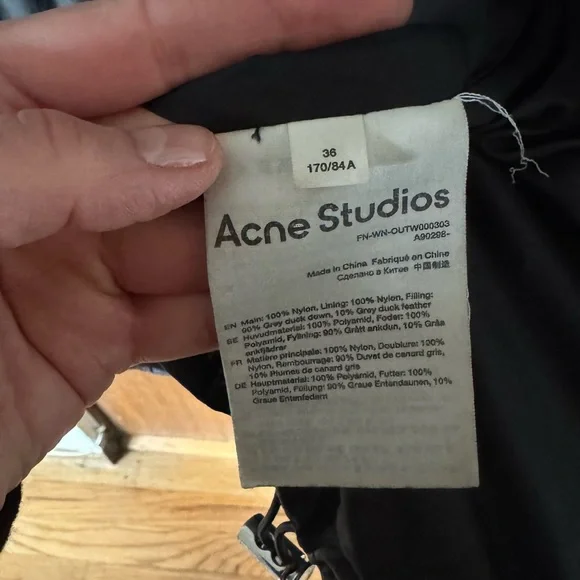 36
170/84A
Acne Studios
FN-WN-OUTW000303
A90298-
Made in China Fabriqué en Chine
Сделано в Китае 中国制造
EN Main: 100% Nylon, Lining: 100% Nylon, Filling:
90% Grey duck down, 10% Grey duck feather
SE Huvudmaterial: 100% Polyamid, Foder: 100%
Polyamid, Fyllning: 90% Grått ankdun, 10% Gråa
ankfjädrar
FR Matière principale: 100% Nylon, Doublure: 100%
Nylon, Rembourrage: 90% Duvet de canard gris,
10% Plumes de canard gris
DE Hauptmaterial: 100% Polyamid, Futter: 100%
Polyamid, Füllung: 90% Graue Entendaunen, 10%
Graue Entenfedern